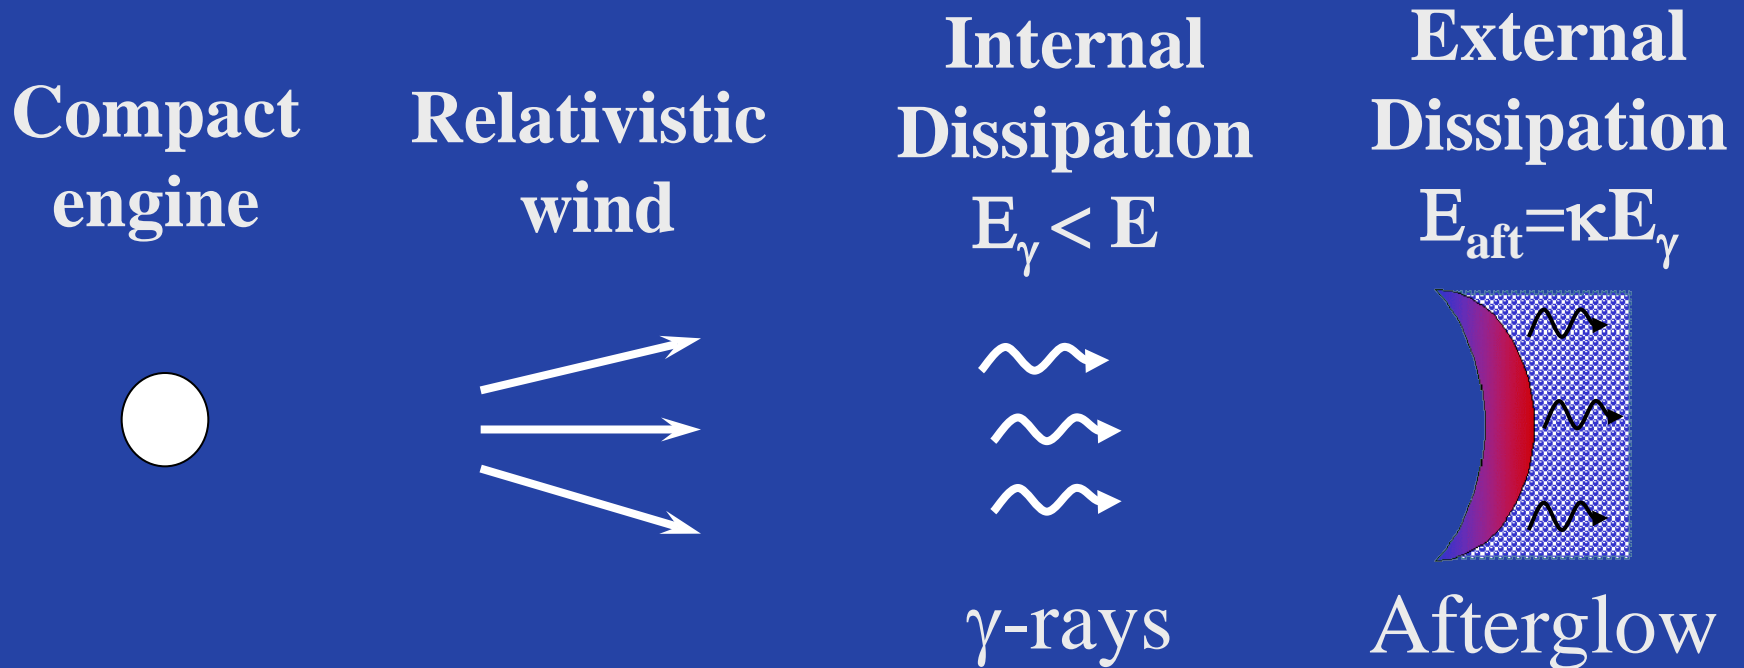 Compact
engine
Relativistic
wind
Internal
Dissipation
Eγ < E
External
Dissipation
Eaft=κEγ
γ-rays
Afterglow